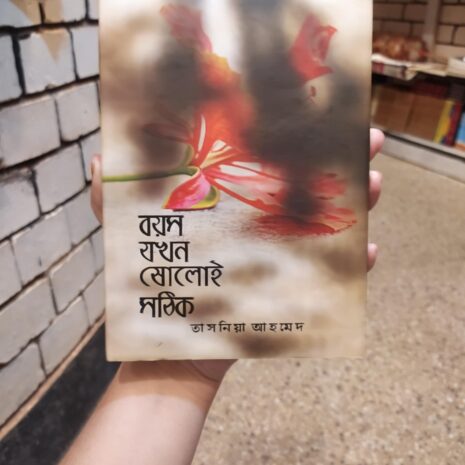 বয়স
যখন
ষোলোই
সঠিক
তাসনিয়া আহমেদ